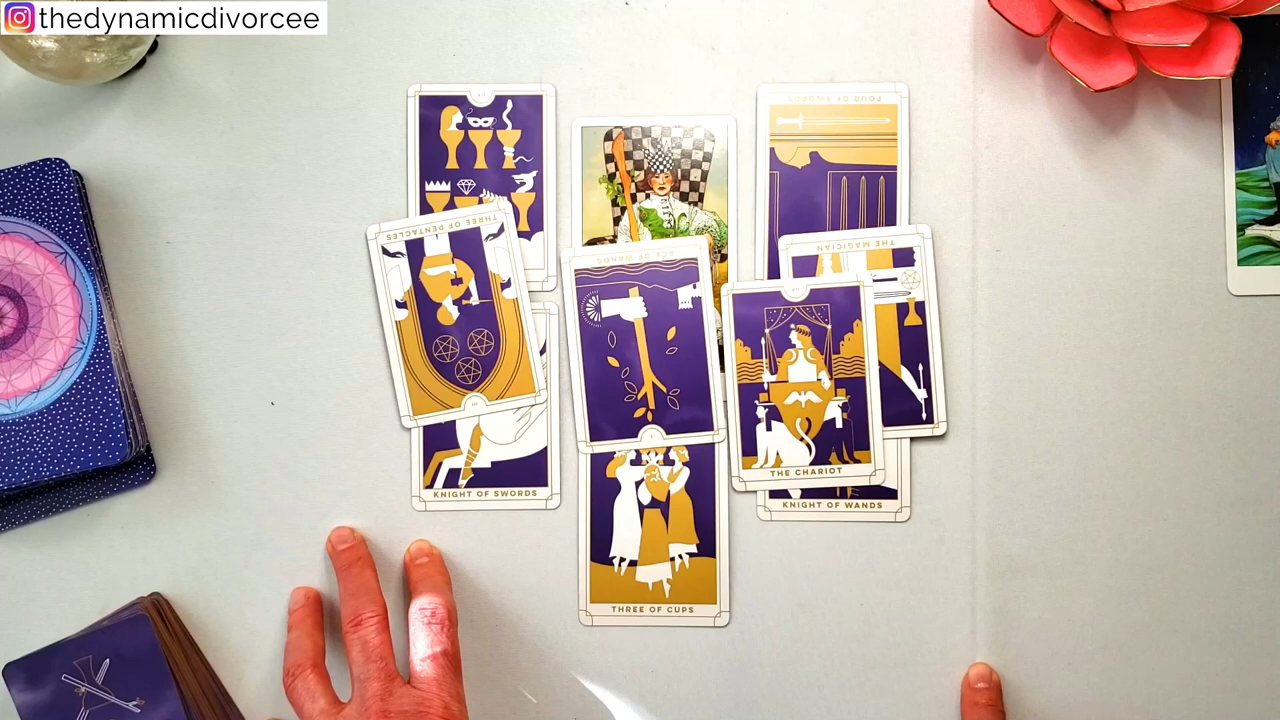 thedynamicdivorcee
FOUR OF SWORDS
THREE OF PENTACLES
ACE OF WANDS
THE MAGICIAN
THE CHARIOT
KNIGHT OF SWORDS
KNIGHT OF WANDS
THREE OF CUPS